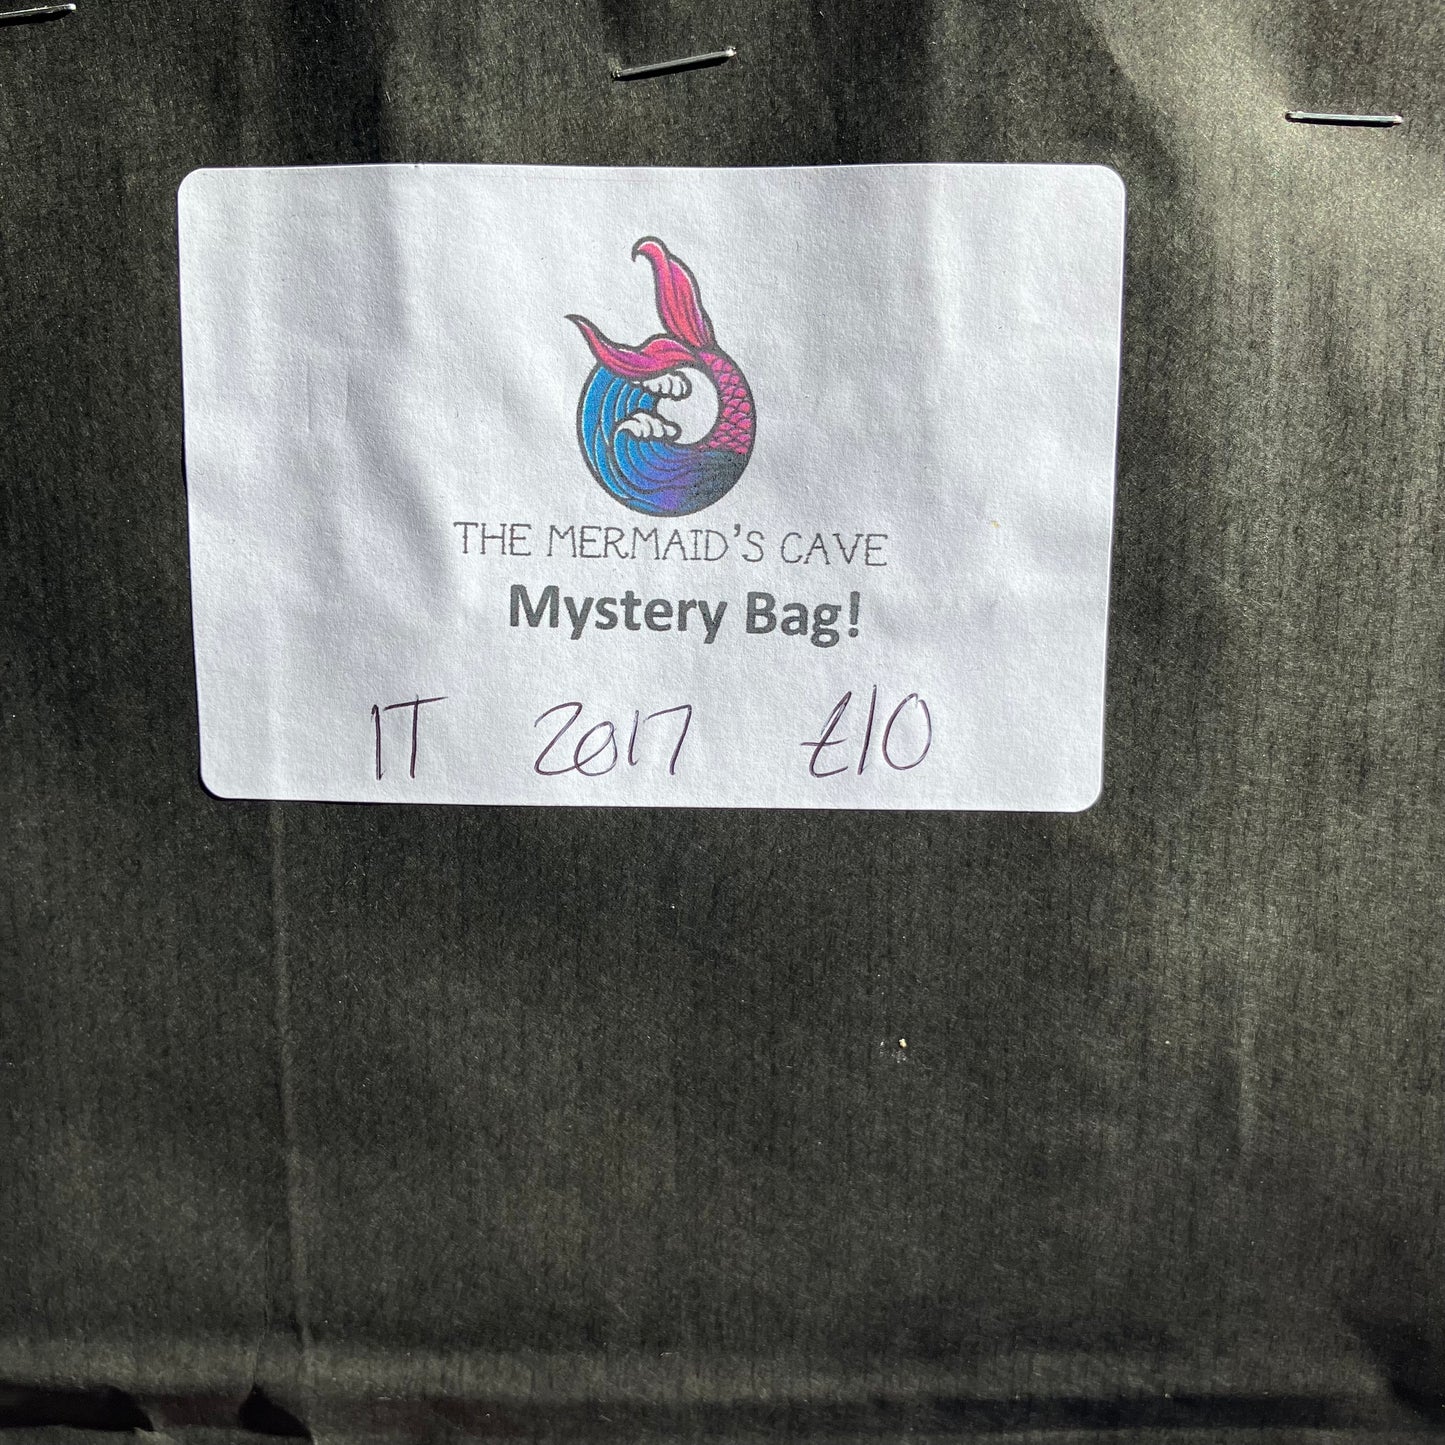 THE MERMAID'S CAVE
Mystery Bag!
IT 2017 £10